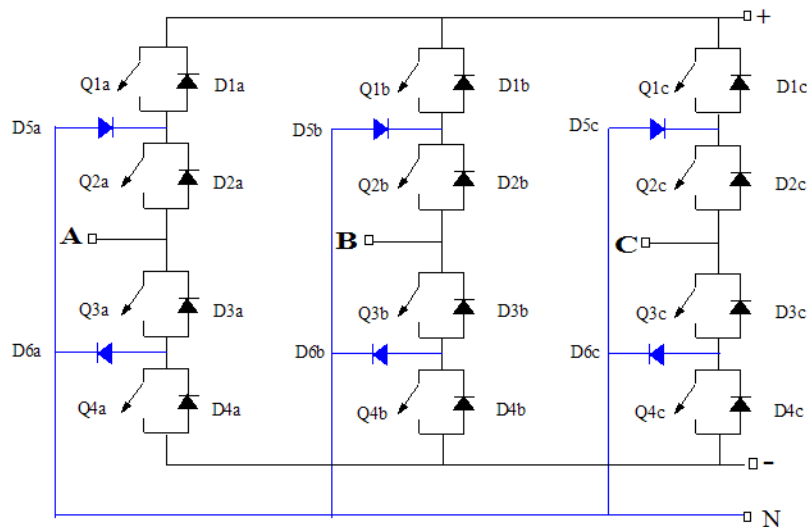 +
Q1a D1a Q1b D1b Q1c D1c
D5a D5b D5c
Q2a D2a Q2b D2b Q2c D2c
A B C
Q3a D3a Q3b D3b Q3c D3c
D6a D6b D6c
Q4a D4a Q4b D4b Q4c D4c
-
N